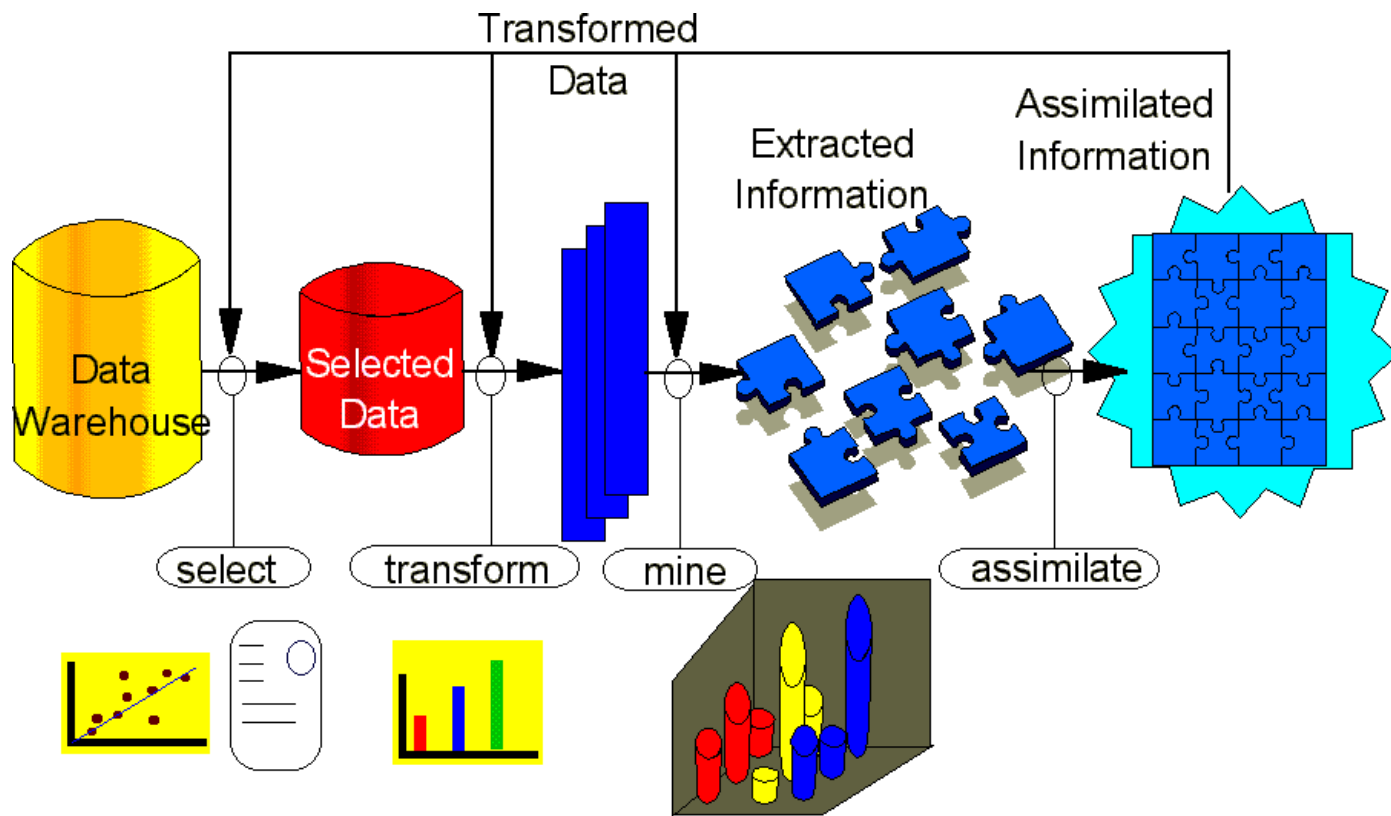 Transformed
Data
Assimilated
Information
Extracted
Information
Data
Warehouse
Selected
Data
select
transform
mine
assimilate